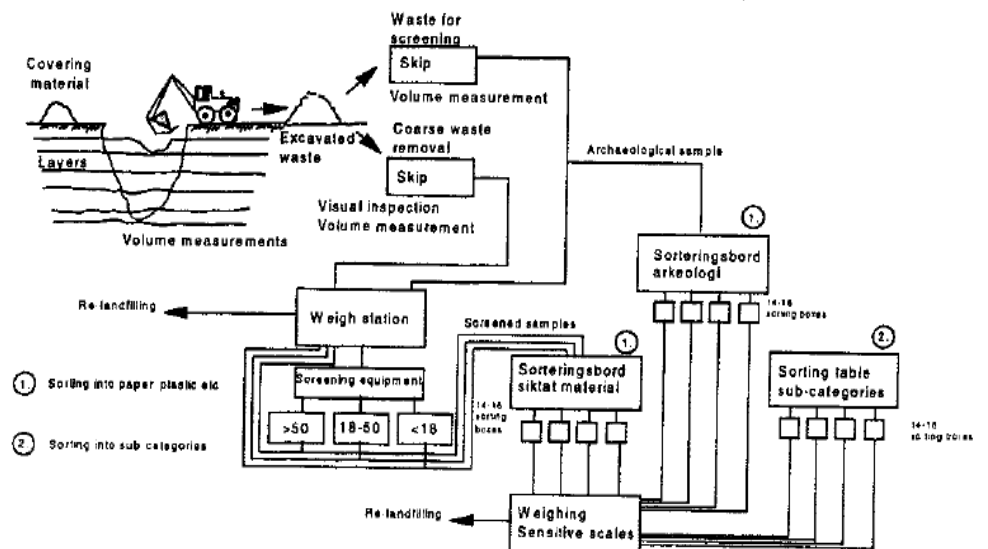 Waste for
screening
Skip
Volume measurement
Covering
material
Excavated
waste
Coarse waste
removal
Skip
Visual inspection
Volume measurement
Layers
Volume measurements
Archaeological sample
1.
Sorteringsbord
arkeologi
14-16
sorting boxes
Re-landfilling
Weigh station
Screened samples
1.
Sorteringsbord
siktat material
14-16
sorting
boxes
2.
Sorting table
sub-categories
14-16
sorting boxes
Screening equipment
>50
18-50
<18
1. Sorting into paper plastic etc
2. Sorting into sub categories
Re-landfilling
Weighing
Sensitive scales